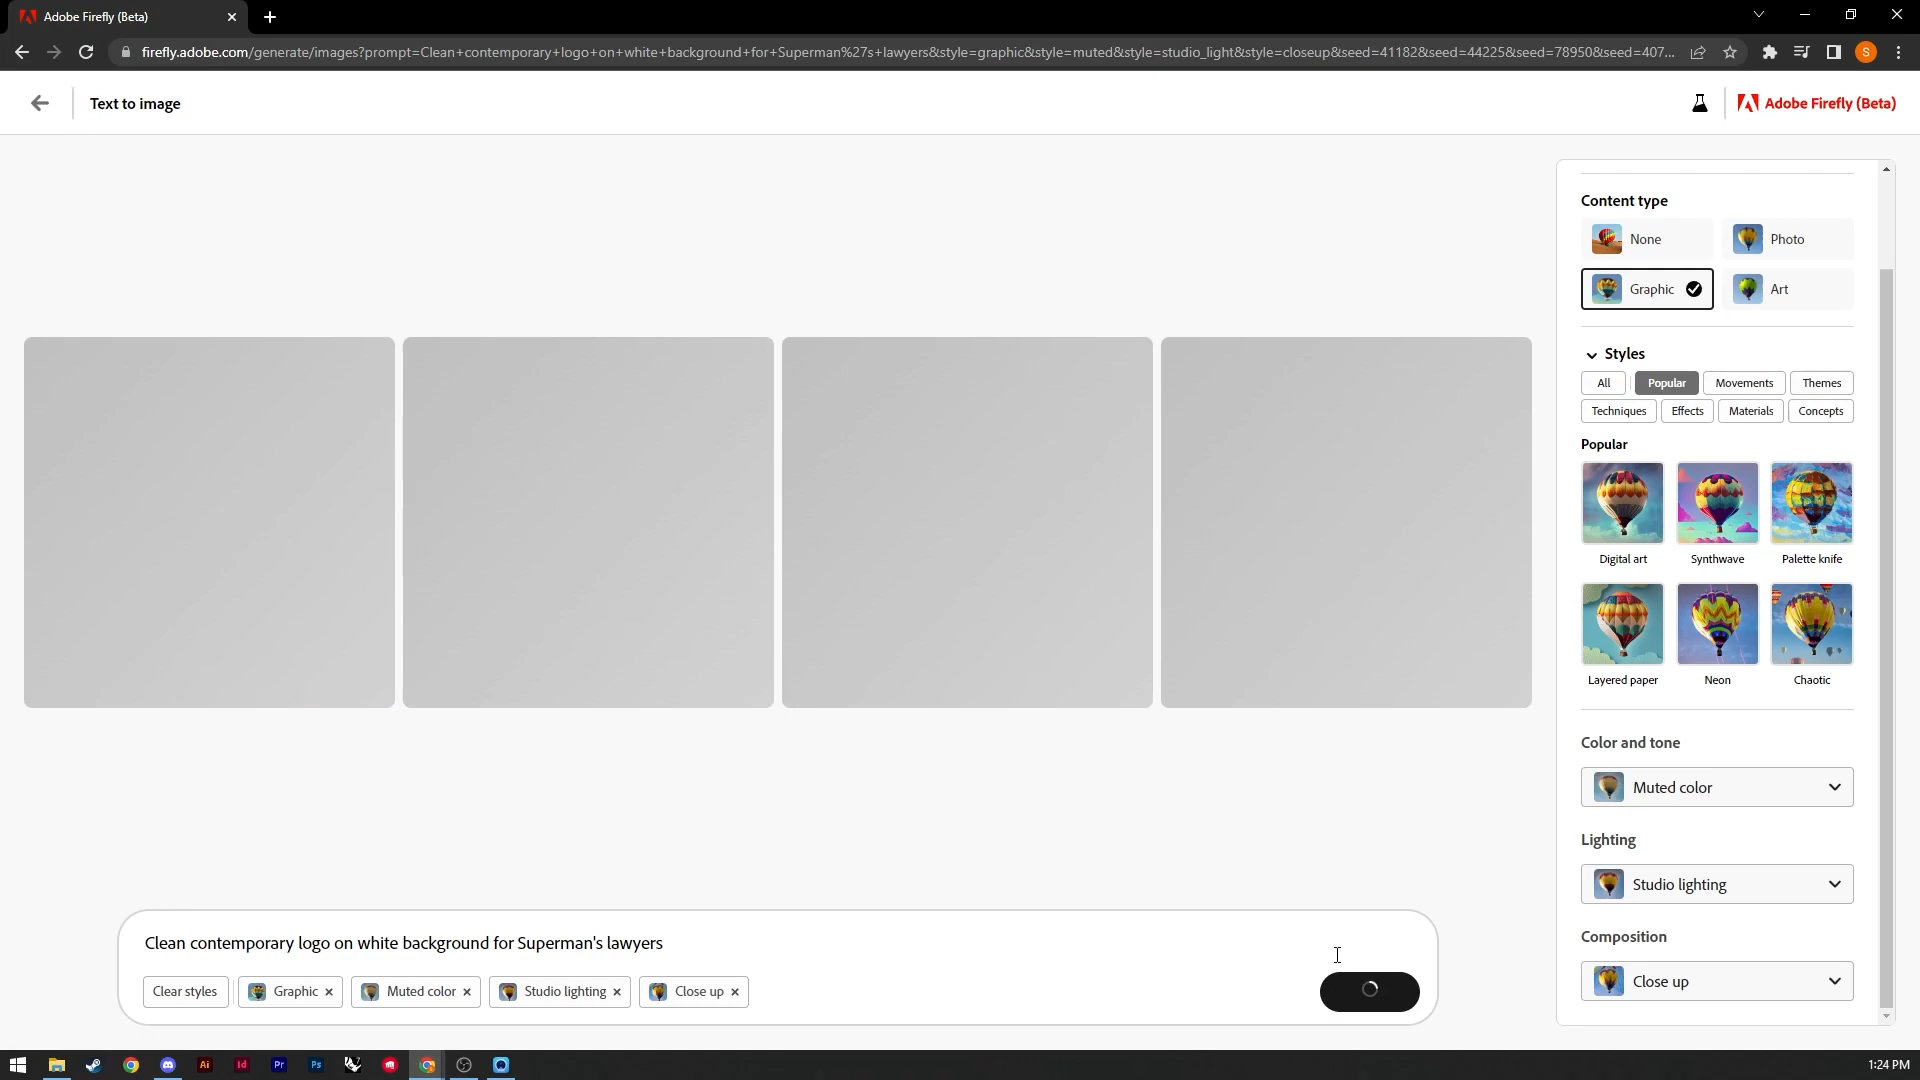 Adobe Firefly (Beta)
firefly.adobe.com/generate/images?prompt=Clean+contemporary+logo+on+white+background+for+Superman%27s+lawyers&style=graphic&style=muted&style=studio_light&style=closeup&seed=41182&seed=44225&seed=78950&seed=407...
S
Text to image
Adobe Firefly (Beta)
Content type
None
Photo
Graphic
Art
Styles
All
Popular
Movements
Themes
Techniques
Effects
Materials
Concepts
Popular
Digital art
Synthwave
Palette knife
Layered paper
Neon
Chaotic
Color and tone
Muted color
Lighting
Studio lighting
Composition
Close up
Clean contemporary logo on white background for Superman's lawyers
Clear styles
Graphic
Muted color
Studio lighting
Close up
Ai
Id
Pr
Ps
1:24 PM